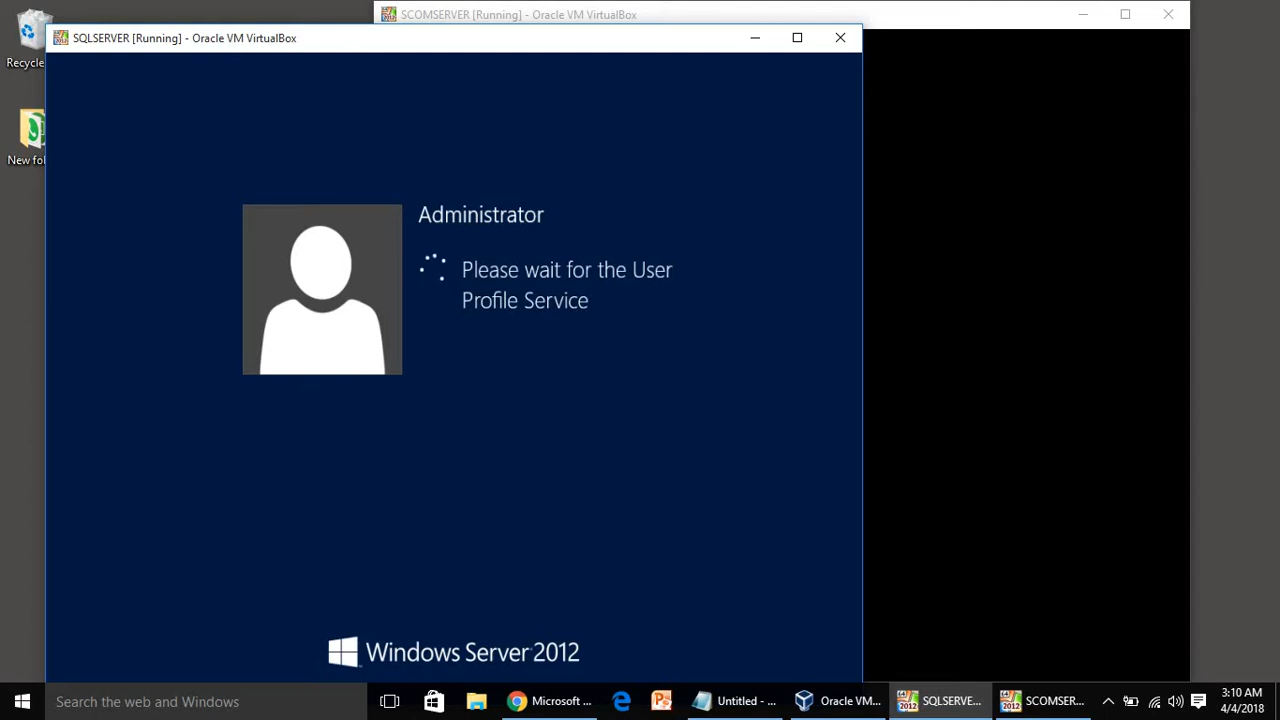 SCOMSERVER [Running] - Oracle VM VirtualBox
SQLSERVER [Running] - Oracle VM VirtualBox
Recycle
New fol
Administrator
Please wait for the User
Profile Service
Windows Server 2012
Search the web and Windows
Microsoft ...
Untitled - ...
Oracle VM...
SQLSERVE...
SCOMSER...
3:10 AM
4/4/2018